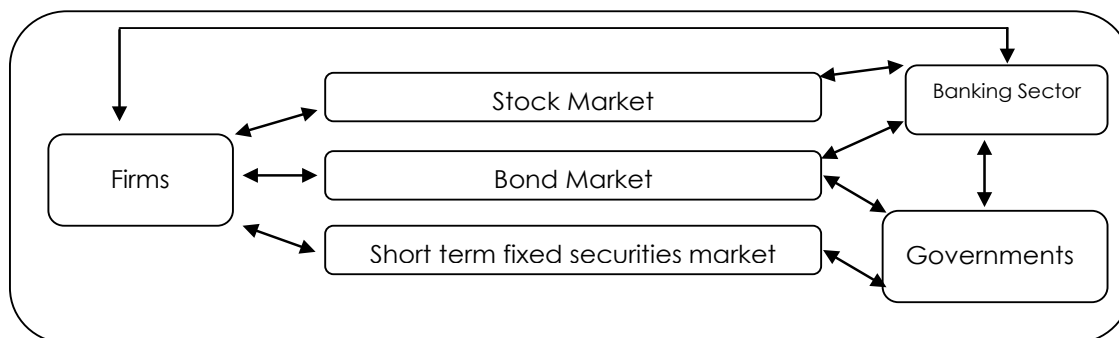 Stock Market
Banking Sector
Firms
Bond Market
Short term fixed securities market
Governments